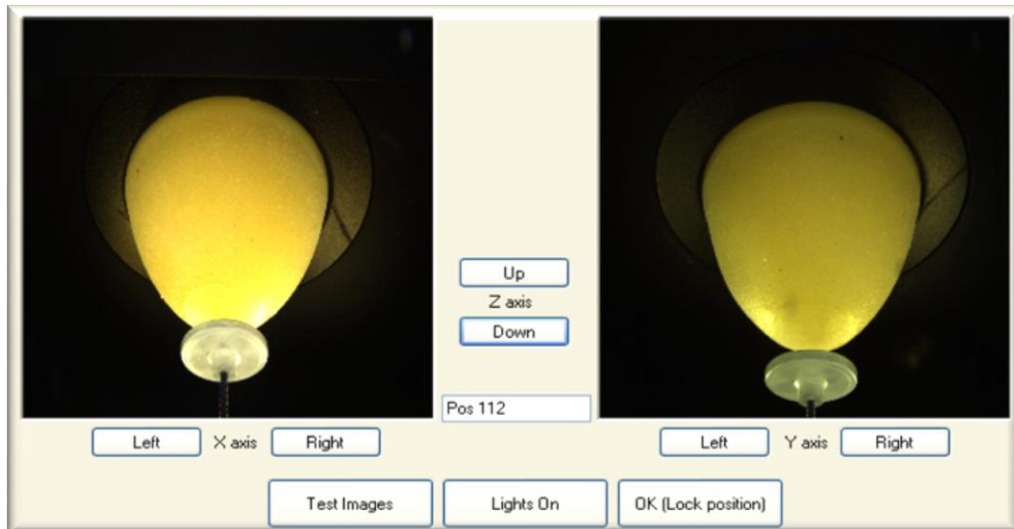 Up
Z axis
Down
Pos 112
Left X axis Right
Left Y axis Right
Test Images Lights On OK (Lock position)